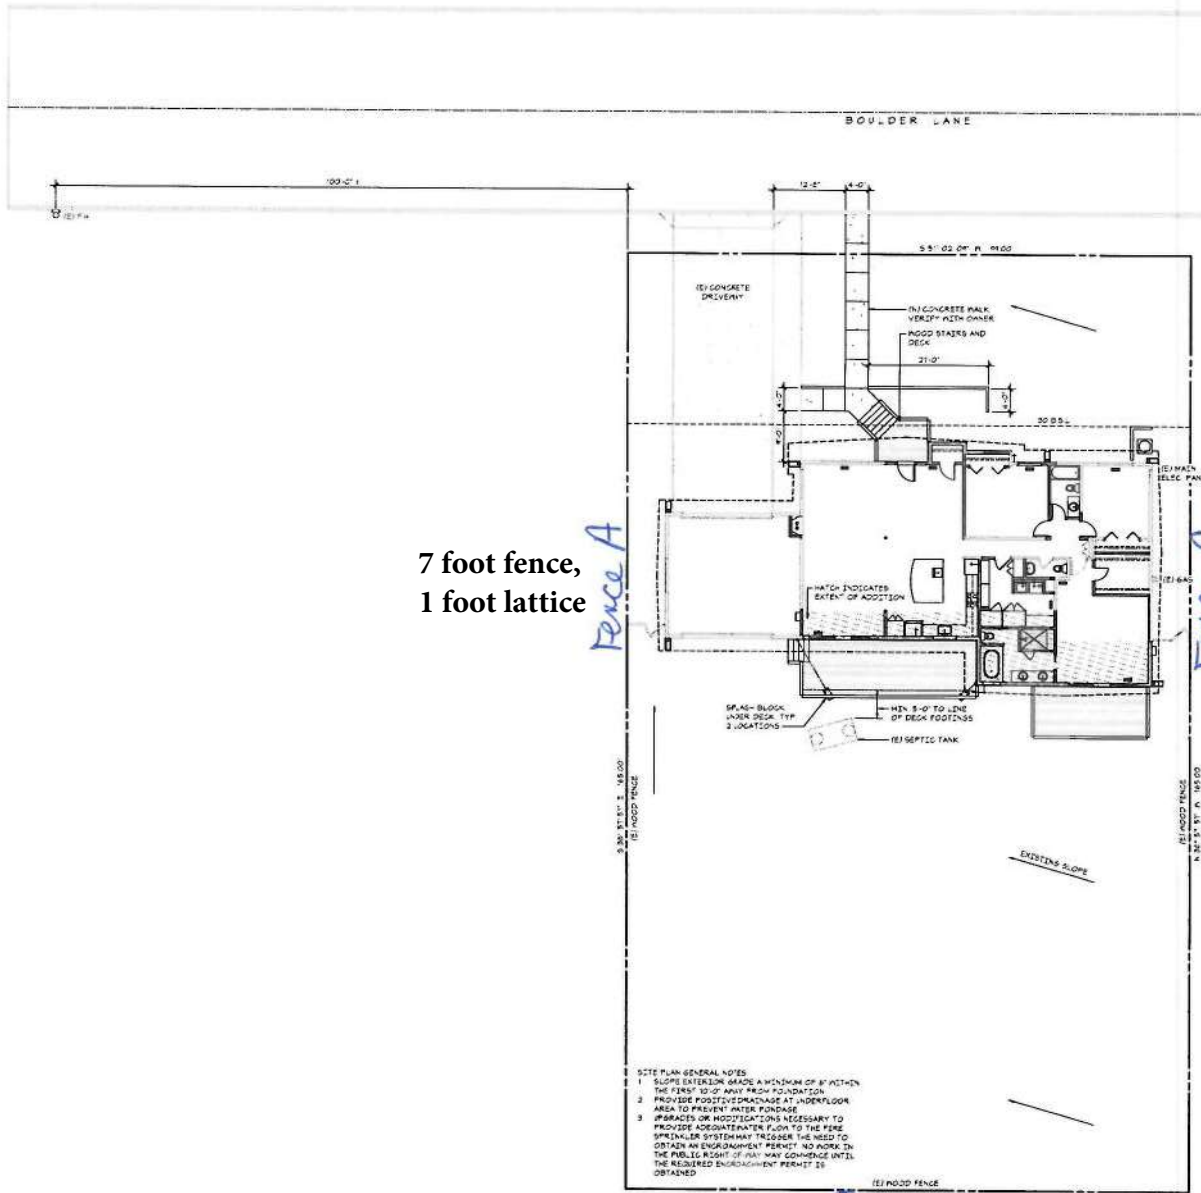 BOULDER LANE
100'-0" ±
12'-8"
4'-0"
(E) FH
(E) CONCRETE
DRIVEWAY
(N) CONCRETE WALK
VERIFY WITH OWNER
WOOD STAIRS AND
DECK
21'-0"
4'-0"
4'-0"
30' B.S.L.
(E) MAIN
ELEC PAN
Fence A
7 foot fence,
1 foot lattice
HATCH INDICATES
EXTENT OF ADDITION
(E) GAS
SPLASH BLOCK
UNDER DECK TYP
2 LOCATIONS
MIN 5'-0" TO LINE
OF DECK FOOTINGS
(E) SEPTIC TANK
(E) WOOD FENCE
(E) WOOD FENCE
EXISTING SLOPE
SITE PLAN GENERAL NOTES
1 SLOPE EXTERIOR GRADE A MINIMUM OF 6" WITHIN
THE FIRST 10'-0" AWAY FROM FOUNDATION
2 PROVIDE POSITIVE DRAINAGE AT UNDERFLOOR
AREA TO PREVENT WATER PONDAGE
3 UPGRADES OR MODIFICATIONS NECESSARY TO
PROVIDE ADEQUATE WATER FLOW TO THE FIRE
SPRINKLER SYSTEM MAY TRIGGER THE NEED TO
OBTAIN AN ENCROACHMENT PERMIT. NO WORK IN
THE PUBLIC RIGHT-OF-WAY MAY COMMENCE UNTIL
THE REQUIRED ENCROACHMENT PERMIT IS
OBTAINED
(E) WOOD FENCE